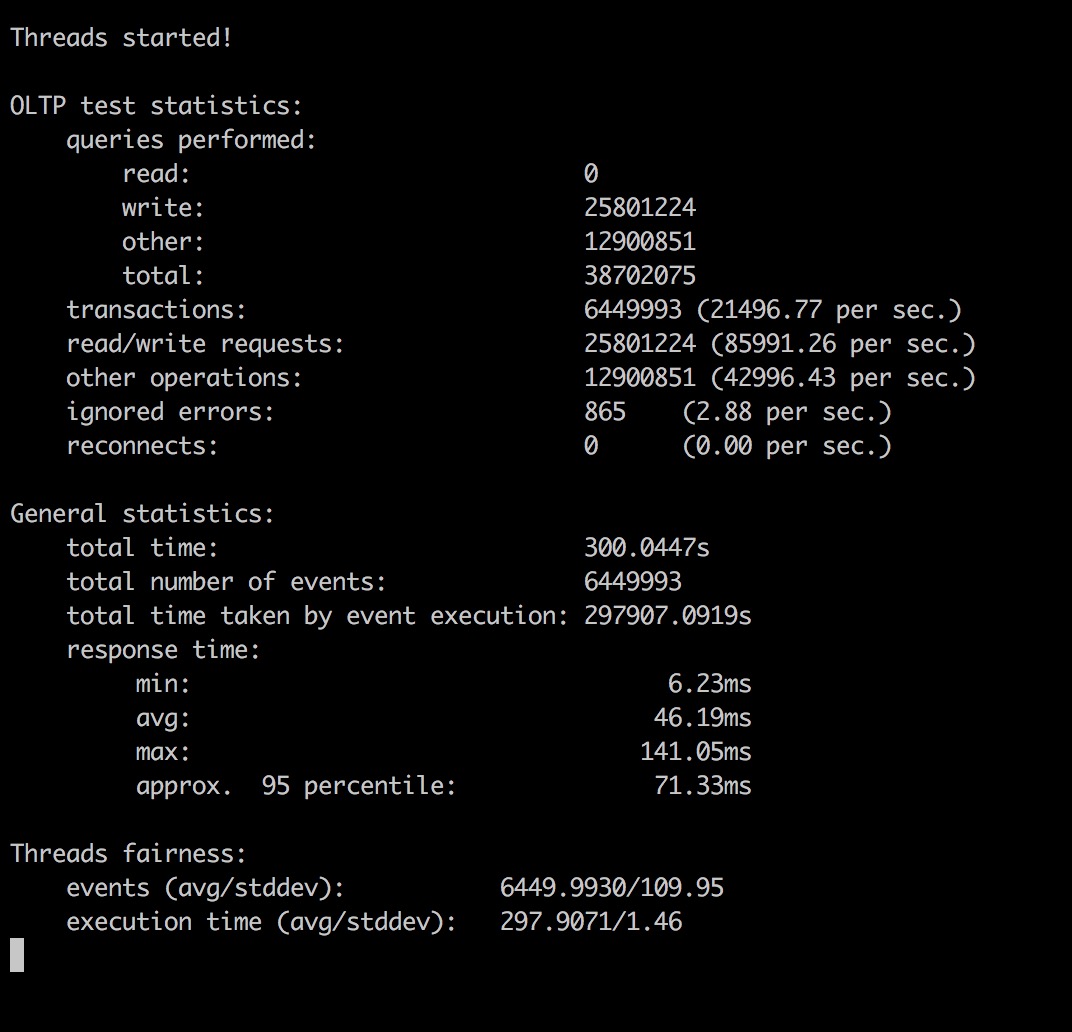 Threads started!
OLTP test statistics:
queries performed:
read: 0
write: 25801224
other: 12900851
total: 38702075
transactions: 6449993 (21496.77 per sec.)
read/write requests: 25801224 (85991.26 per sec.)
other operations: 12900851 (42996.43 per sec.)
ignored errors: 865 (2.88 per sec.)
reconnects: 0 (0.00 per sec.)
General statistics:
total time: 300.0447s
total number of events: 6449993
total time taken by event execution: 297907.0919s
response time:
min: 6.23ms
avg: 46.19ms
max: 141.05ms
approx. 95 percentile: 71.33ms
Threads fairness:
events (avg/stddev): 6449.9930/109.95
execution time (avg/stddev): 297.9071/1.46